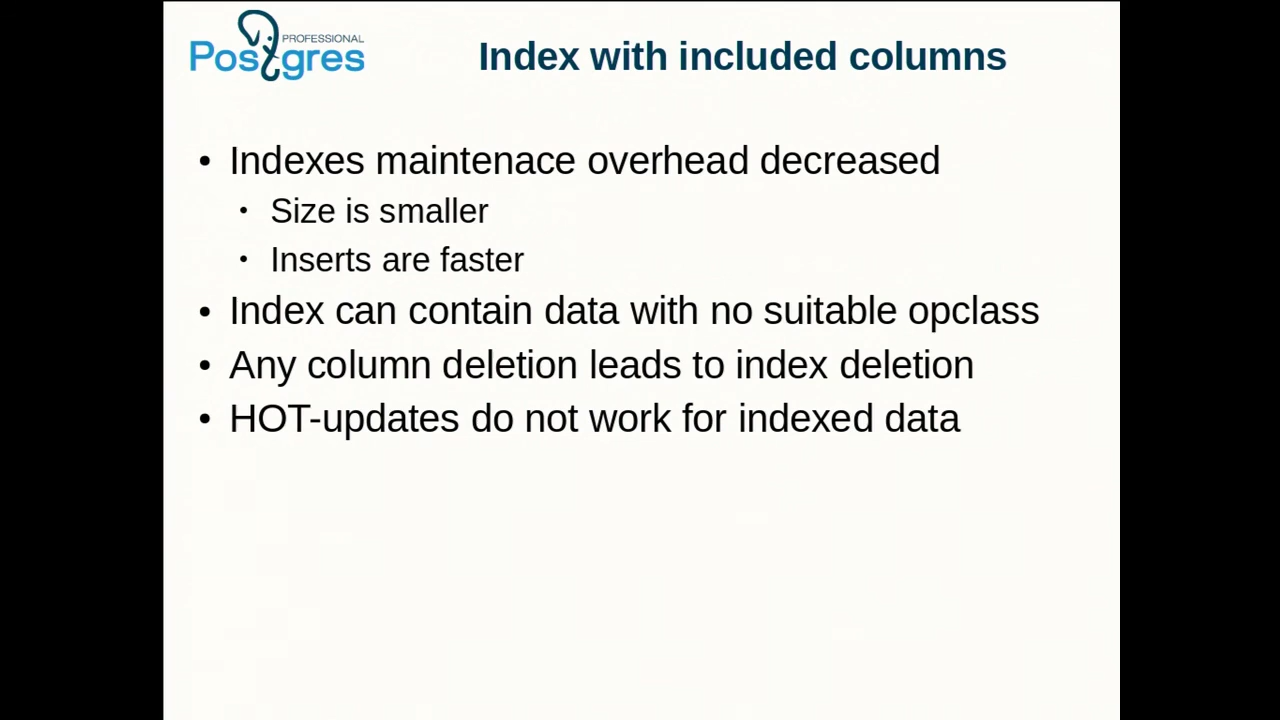 PROFESSIONAL
Postgres
Index with included columns
• Indexes maintenace overhead decreased
• Size is smaller
• Inserts are faster
• Index can contain data with no suitable opclass
• Any column deletion leads to index deletion
• HOT-updates do not work for indexed data